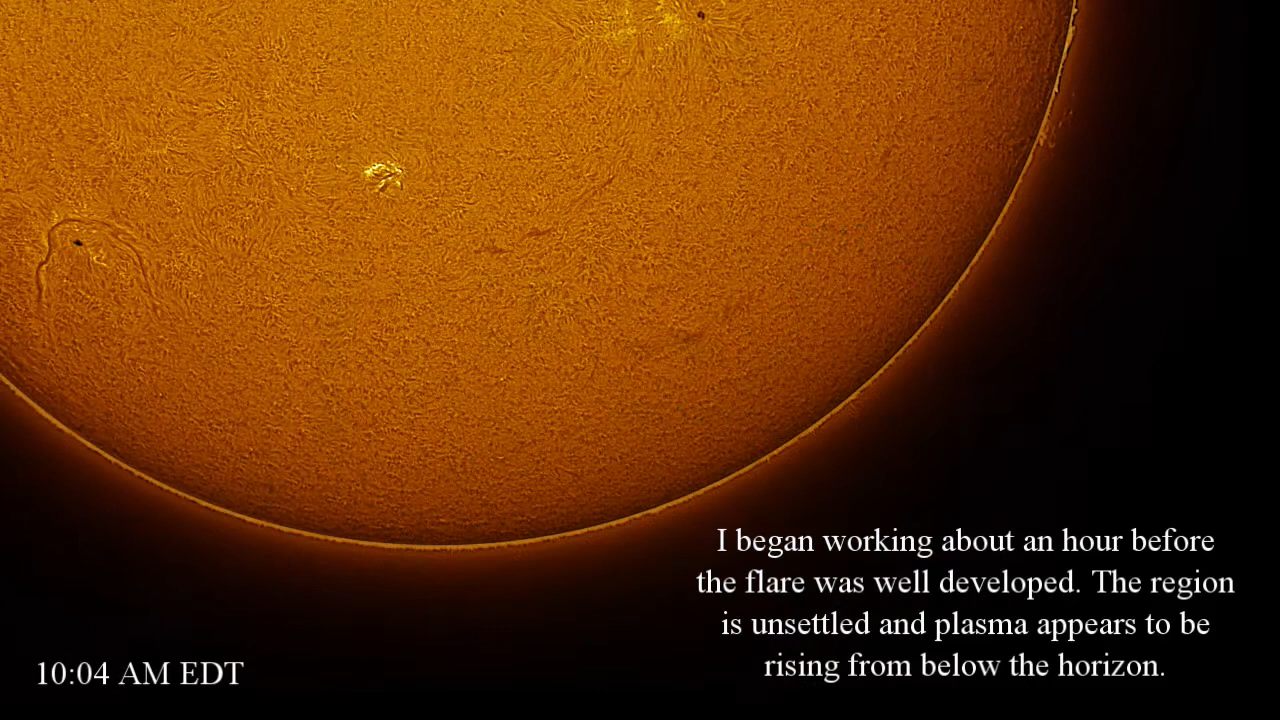 I began working about an hour before
the flare was well developed. The region
is unsettled and plasma appears to be
rising from below the horizon.
10:04 AM EDT